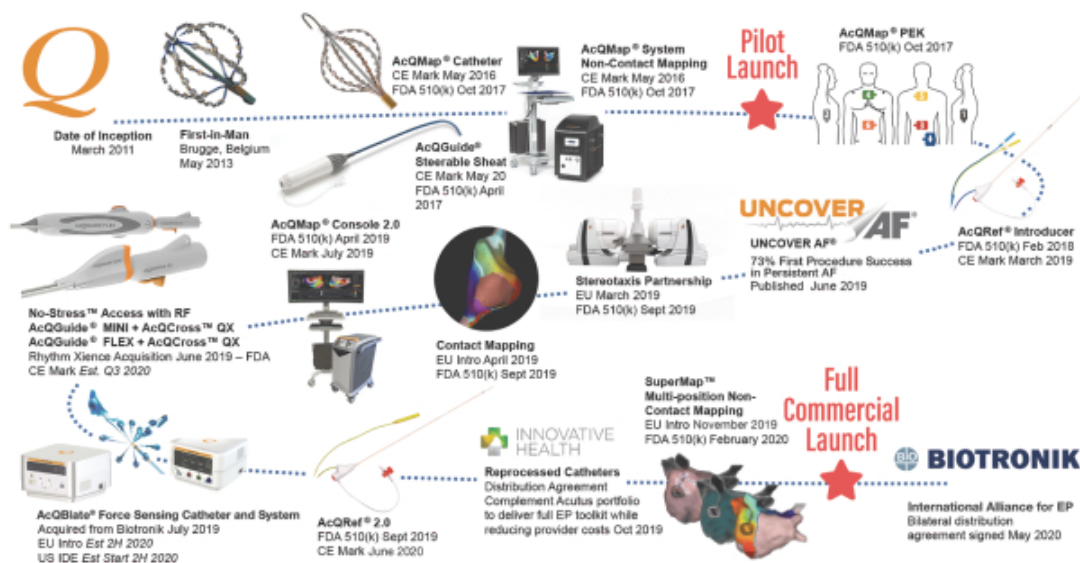 Q
Date of Inception
March 2011
First-in-Man
Brugge, Belgium
May 2013
AcQMap® Catheter
CE Mark May 2016
FDA 510(k) Oct 2017
AcQGuide®
Steerable Sheat
CE Mark May 20
FDA 510(k) April
2017
AcQMap® System
Non-Contact Mapping
CE Mark May 2016
FDA 510(k) Oct 2017
Pilot
Launch
AcQMap® PEK
FDA 510(k) Oct 2017
AcQRef® Introducer
FDA 510(k) Feb 2018
CE Mark March 2019
UNCOVER AF®
UNCOVER AF®
73% First Procedure Success
in Persistent AF
Published June 2019
Stereotaxis Partnership
EU March 2019
FDA 510(k) Sept 2019
Contact Mapping
EU Intro April 2019
FDA 510(k) Sept 2019
AcQMap® Console 2.0
FDA 510(k) April 2019
CE Mark July 2019
No-Stress™ Access with RF
AcQGuide® MINI + AcQCross™ QX
AcQGuide® FLEX + AcQCross™ QX
Rhythm Xience Acquisition June 2019 – FDA
CE Mark Est. Q3 2020
AcQBlate® Force Sensing Catheter and System
Acquired from Biotronik July 2019
EU Intro Est 2H 2020
US IDE Est Start 2H 2020
AcQRef® 2.0
FDA 510(k) Sept 2019
CE Mark June 2020
INNOVATIVE
HEALTH
Reprocessed Catheters
Distribution Agreement
Complement Acutus portfolio
to deliver full EP toolkit while
reducing provider costs Oct 2019
SuperMap™
Multi-position Non-
Contact Mapping
EU Intro November 2019
FDA 510(k) February 2020
Full
Commercial
Launch
BIO BIOTRONIK
International Alliance for EP
Bilateral distribution
agreement signed May 2020